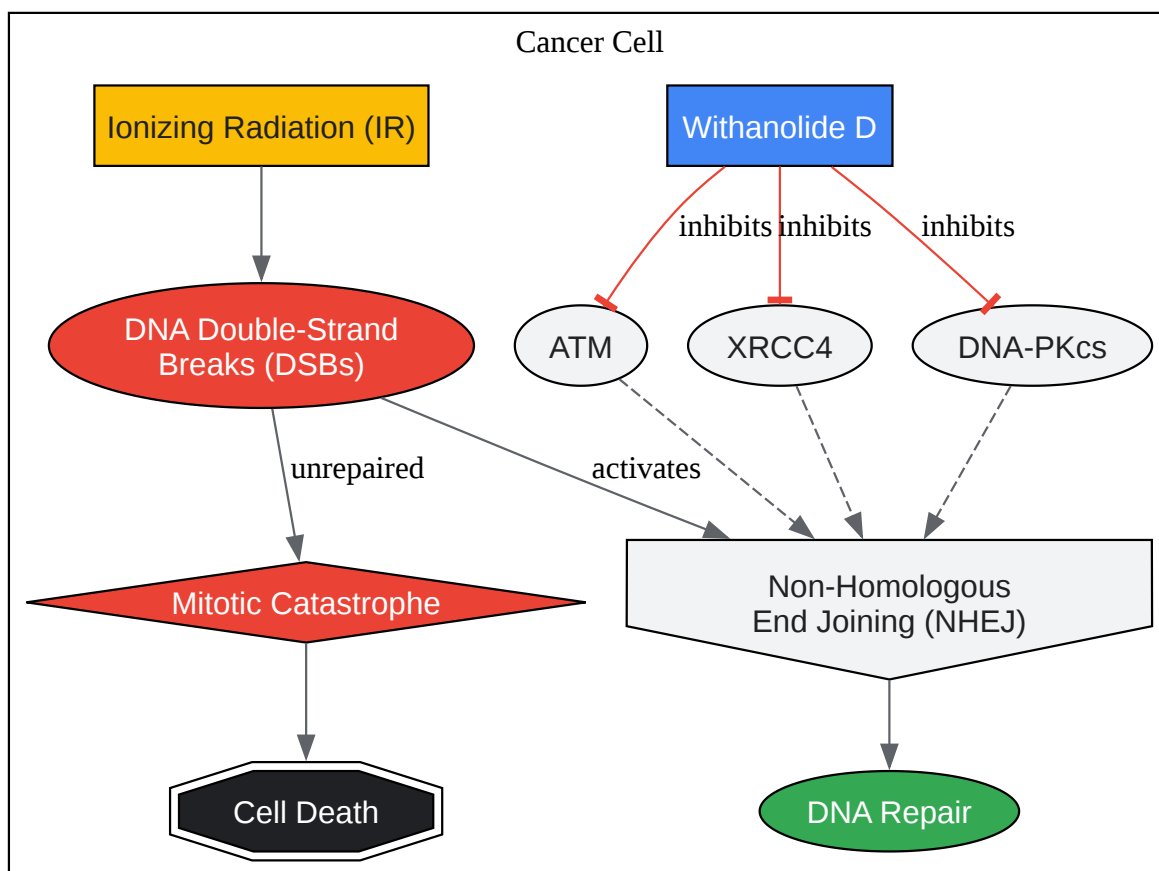 Cancer Cell
Ionizing Radiation (IR)
Withanolide D
inhibits
inhibits
inhibits
DNA Double-Strand
Breaks (DSBs)
ATM
XRCC4
DNA-PKcs
unrepaired
activates
Mitotic Catastrophe
Non-Homologous
End Joining (NHEJ)
Cell Death
DNA Repair